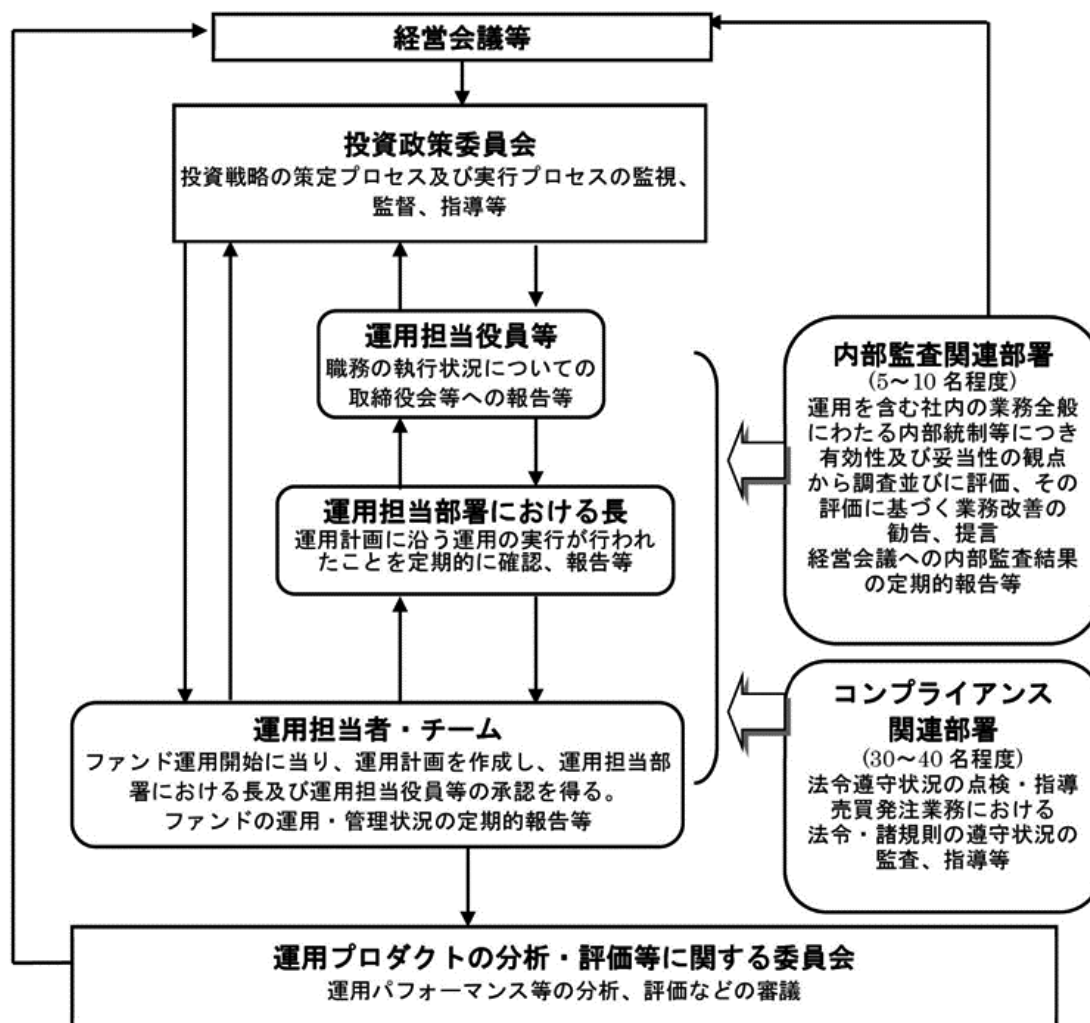 経営会議等
投資政策委員会
投資戦略の策定プロセス及び実行プロセスの監視、
監督、指導等
運用担当役員等
職務の執行状況についての
取締役会等への報告等
運用担当部署における長
運用計画に沿う運用の実行が行われ
たことを定期的に確認、報告等
運用担当者・チーム
ファンド運用開始に当り、運用計画を作成し、運用担当部
署における長及び運用担当役員等の承認を得る。
ファンドの運用・管理状況の定期的報告等
内部監査関連部署
(5～10 名程度)
運用を含む社内の業務全般
にわたる内部統制等につき
有効性及び妥当性の観点
から調査並びに評価、その
評価に基づく業務改善の
勧告、提言
経営会議への内部監査結果
の定期的報告等
コンプライアンス
関連部署
(30～40 名程度)
法令遵守状況の点検・指導
売買発注業務における
法令・諸規則の遵守状況の
監査、指導等
運用プロダクトの分析・評価等に関する委員会
運用パフォーマンス等の分析、評価などの審議